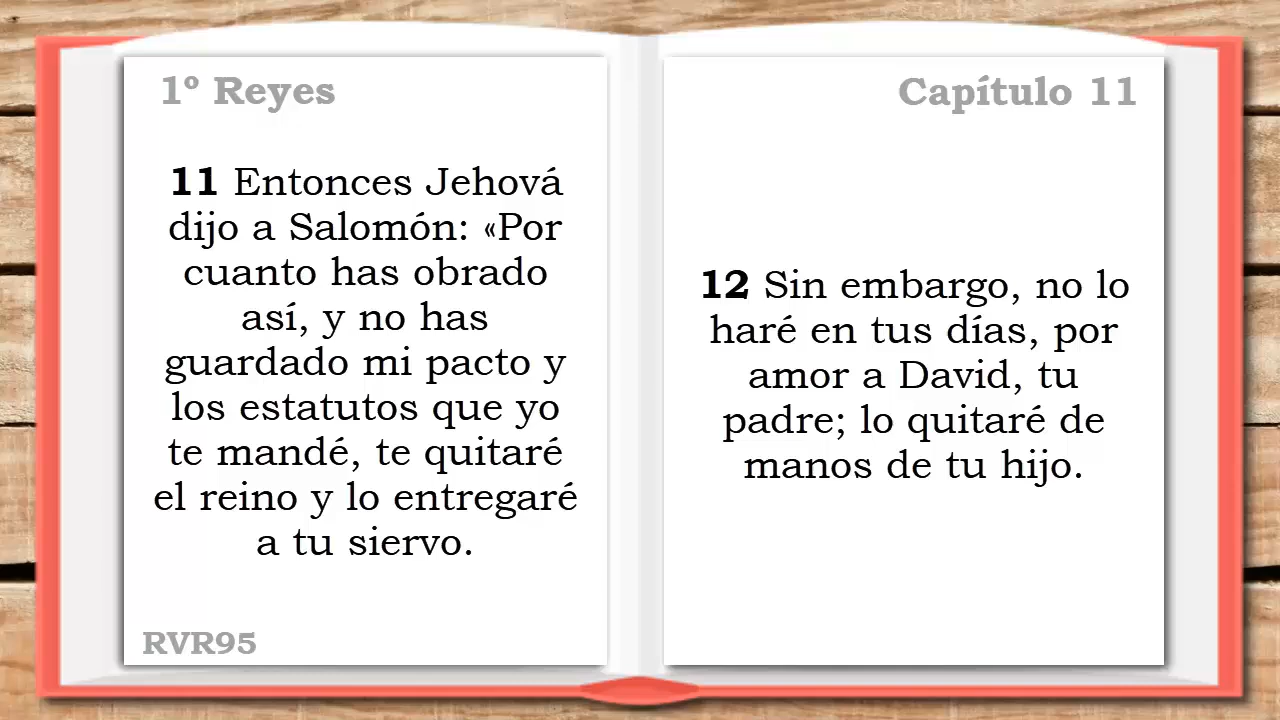 1º Reyes
11 Entonces Jehová
dijo a Salomón: «Por
cuanto has obrado
así, y no has
guardado mi pacto y
los estatutos que yo
te mandé, te quitaré
el reino y lo entregaré
a tu siervo.
RVR95
Capítulo 11
12 Sin embargo, no lo
haré en tus días, por
amor a David, tu
padre; lo quitaré de
manos de tu hijo.